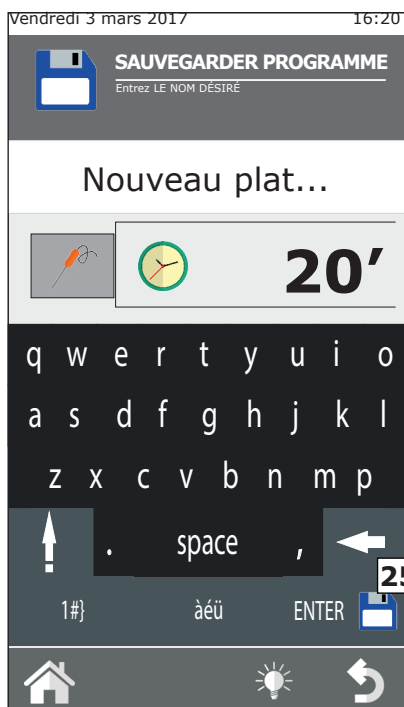 Vendredi 3 mars 2017 16:20
SAUVEGARDER PROGRAMME
Entrez LE NOM DÉSIRÉ
Nouveau plat...
20’
q w e r t y u i o
a s d f g h j k l
z x c v b n m p
. space ,
25
1#} àéü ENTER